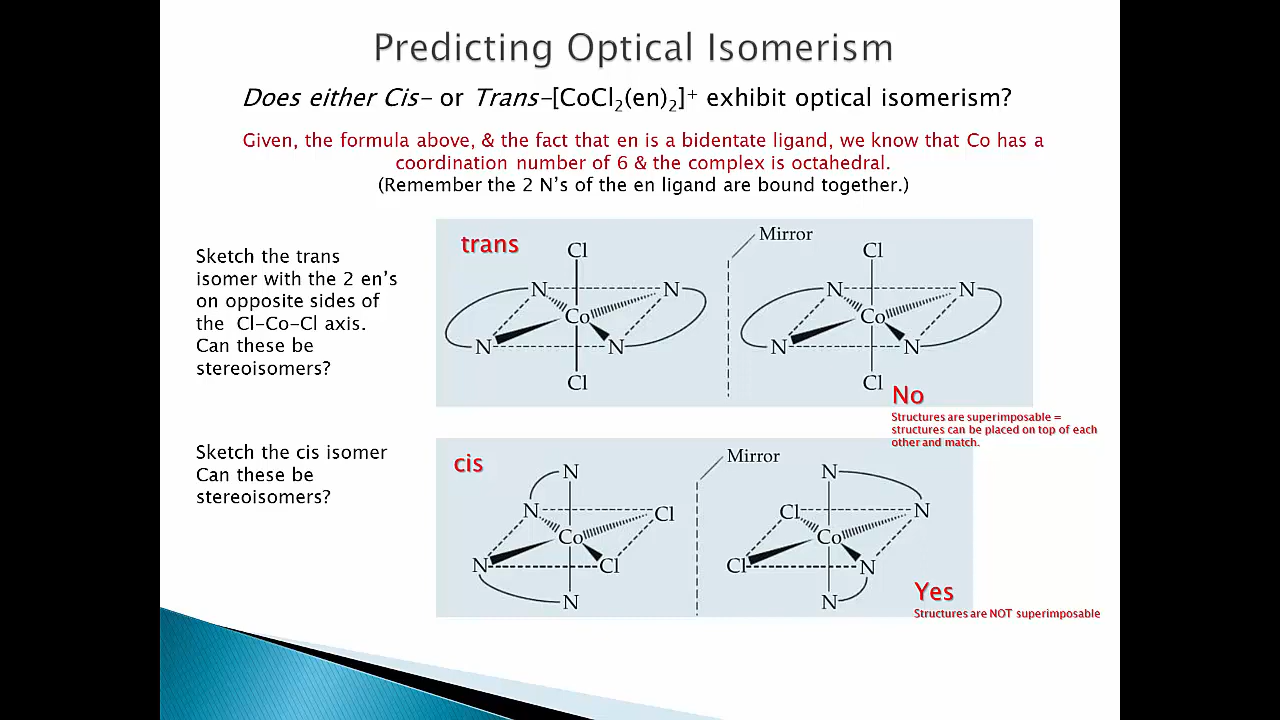 Predicting Optical Isomerism
Does either Cis- or Trans-[CoCl₂(en)₂]⁺ exhibit optical isomerism?
Given, the formula above, & the fact that en is a bidentate ligand, we know that Co has a
coordination number of 6 & the complex is octahedral.
(Remember the 2 N's of the en ligand are bound together.)
Sketch the trans
isomer with the 2 en's
on opposite sides of
the Cl-Co-Cl axis.
Can these be
stereoisomers?
trans
Mirror
Cl
Cl
N
N
N
N
Co
Co
N
N
N
N
Cl
Cl
No
Structures are superimposable =
structures can be placed on top of each
other and match.
Sketch the cis isomer
Can these be
stereoisomers?
cis
Mirror
N
N
N
Cl
Cl
N
Co
Co
N
Cl
Cl
N
N
N
Yes
Structures are NOT superimposable